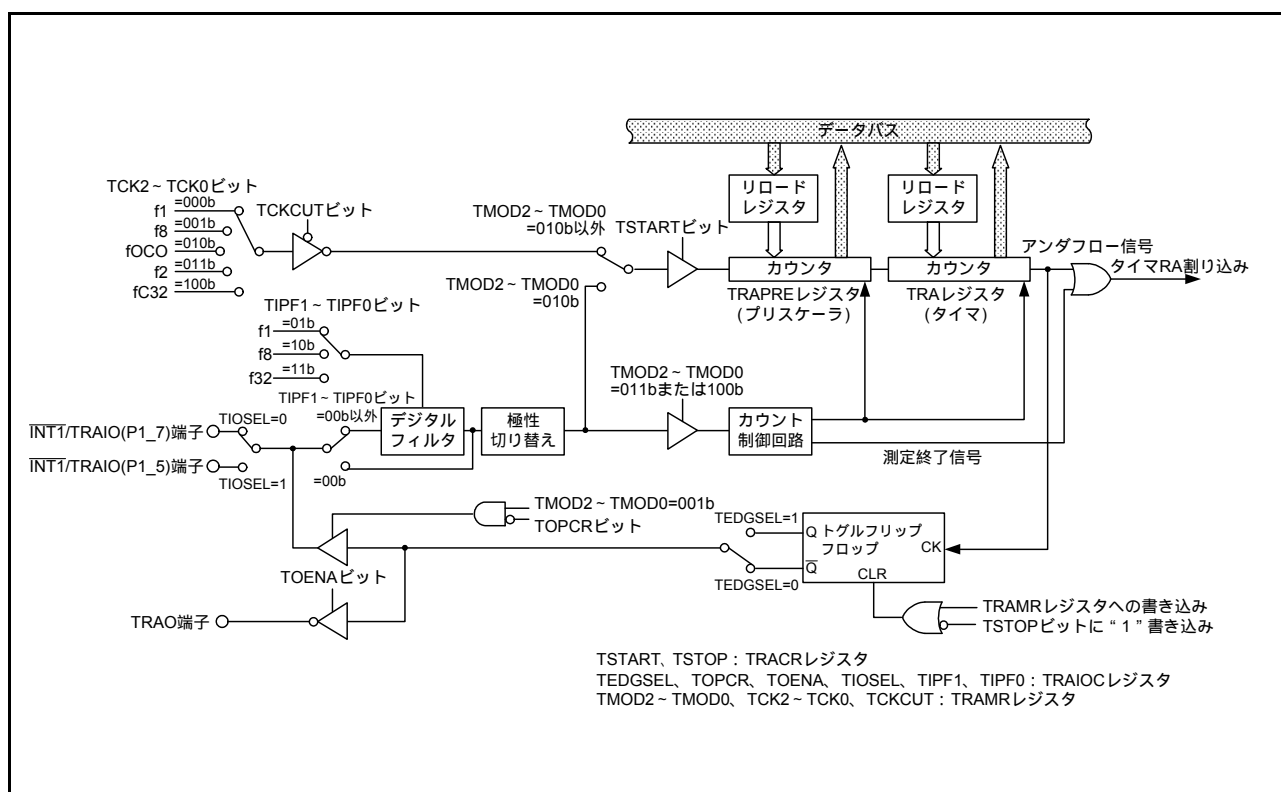 データバス
リロード
レジスタ
リロード
レジスタ
TCK2～TCK0ビット
f1 =000b
f8 =001b
fOCO =010b
f2 =011b
fC32 =100b
TCKCUTビット
TMOD2～TMOD0
=010b以外
TSTARTビット
カウンタ
TRAPREレジスタ
(プリスケーラ)
カウンタ
TRAレジスタ
(タイマ)
アンダフロー信号
タイマRA割り込み
TMOD2～TMOD0
=010b
TIPF1～TIPF0ビット
f1 =01b
f8 =10b
f32 =11b
TIPF1～TIPF0ビット
=00b以外
=00b
デジタル
フィルタ
極性
切り替え
TMOD2～TMOD0
=011bまたは100b
カウント
制御回路
測定終了信号
TIOSEL=0
INT1/TRAIO(P1_7)端子
INT1/TRAIO(P1_5)端子
TIOSEL=1
TMOD2～TMOD0=001b
TOPCRビット
TEDGSEL=1
Q トグルフリップ
フロップ
CK
Q
CLR
TEDGSEL=0
TOENAビット
TRAO端子
TRAMRレジスタへの書き込み
TSTOPビットに“1”書き込み
TSTART、TSTOP：TRACRレジスタ
TEDGSEL、TOPCR、TOENA、TIOSEL、TIPF1、TIPF0：TRAIOCレジスタ
TMOD2～TMOD0、TCK2～TCK0、TCKCUT：TRAMRレジスタ